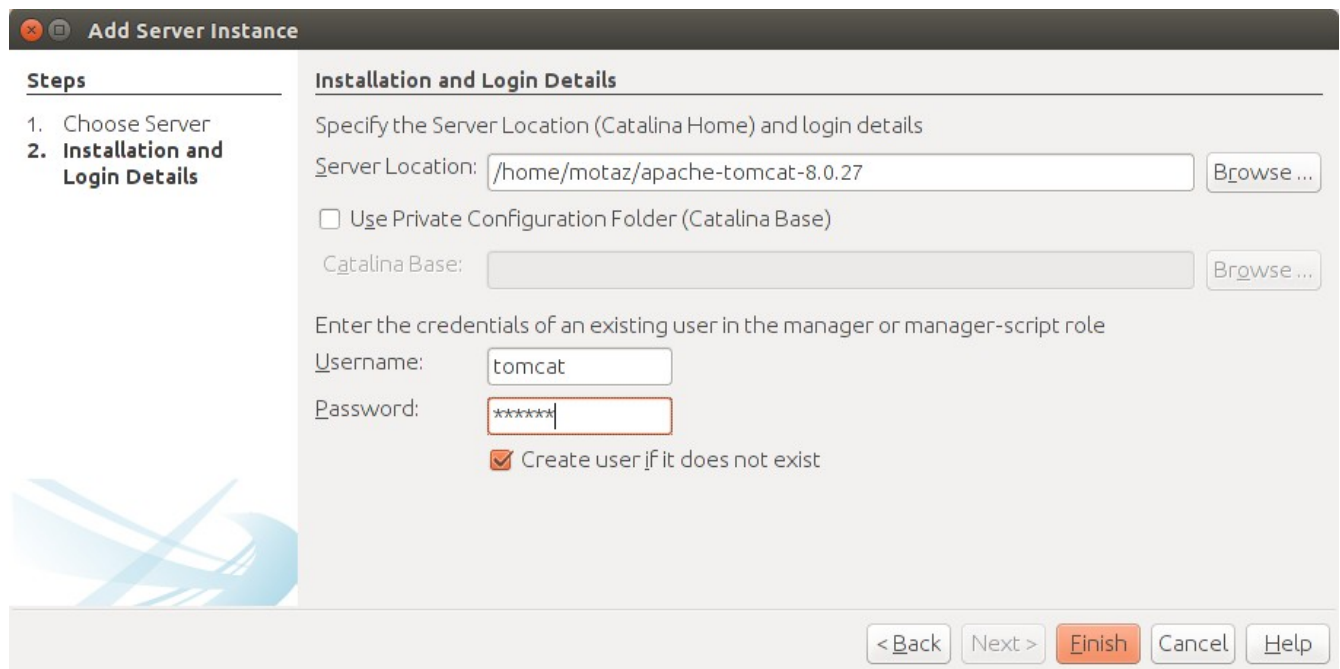 Add Server Instance
Steps
1. Choose Server
2. Installation and
Login Details
Installation and Login Details
Specify the Server Location (Catalina Home) and login details
Server Location: /home/motaz/apache-tomcat-8.0.27 Browse ...
Use Private Configuration Folder (Catalina Base)
Catalina Base: Browse ...
Enter the credentials of an existing user in the manager or manager-script role
Username: tomcat
Password: ******
Create user if it does not exist
< Back Next > Finish Cancel Help